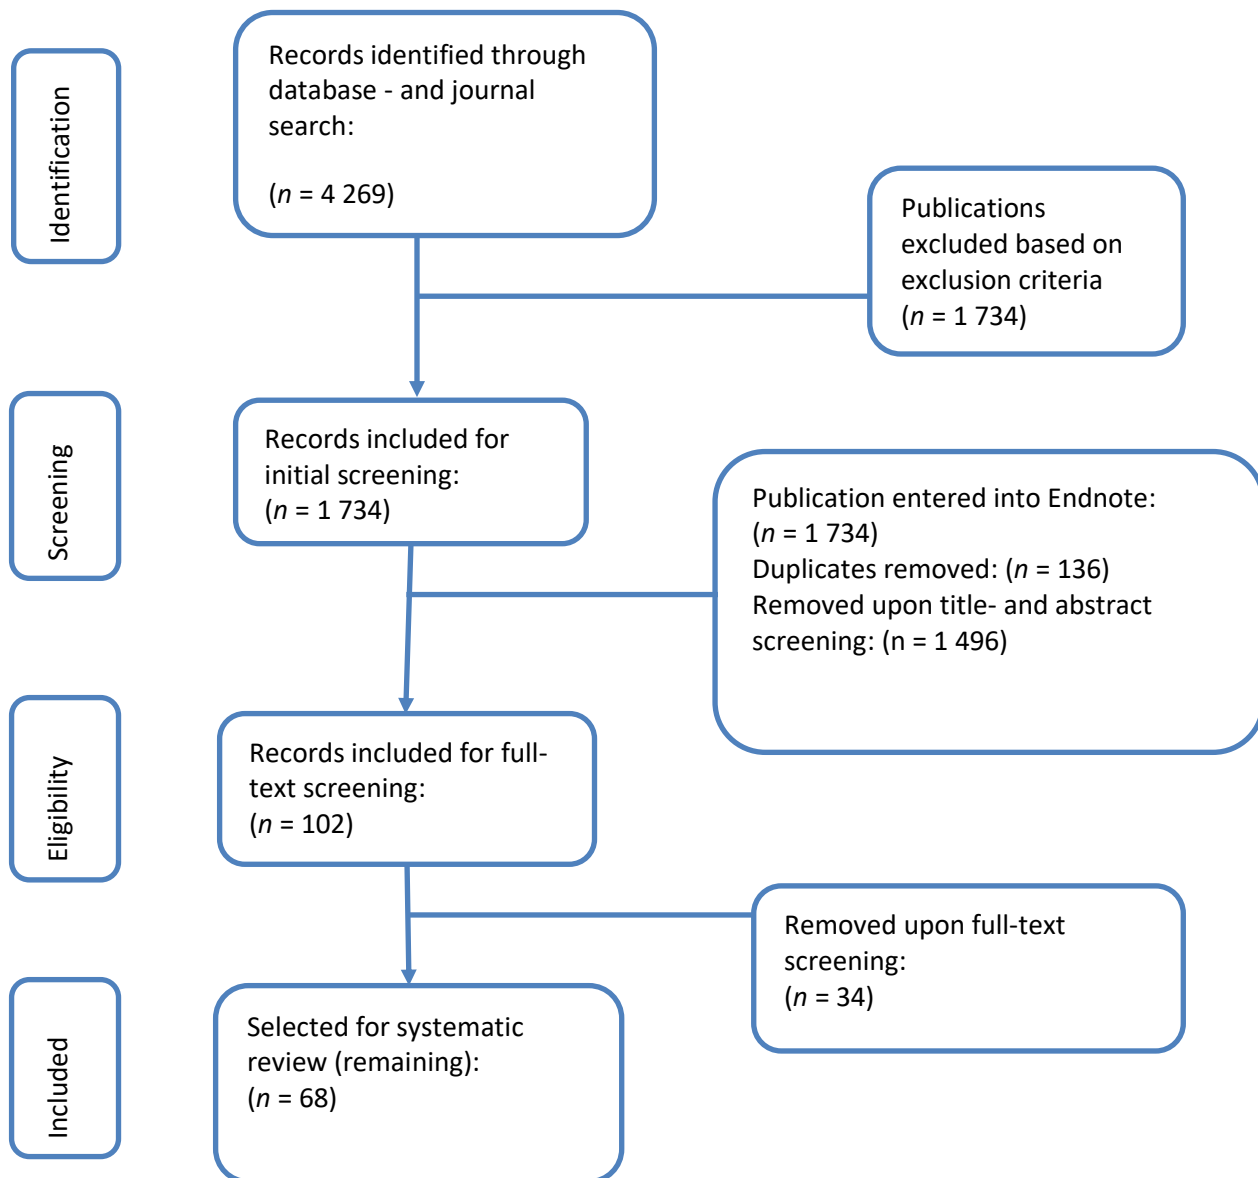 Identification
Records identified through
database - and journal
search:
(n = 4 269)
Publications
excluded based on
exclusion criteria
(n = 1 734)
Screening
Records included for
initial screening:
(n = 1 734)
Publication entered into Endnote:
(n = 1 734)
Duplicates removed: (n = 136)
Removed upon title- and abstract
screening: (n = 1 496)
Eligibility
Records included for full-
text screening:
(n = 102)
Removed upon full-text
screening:
(n = 34)
Included
Selected for systematic
review (remaining):
(n = 68)